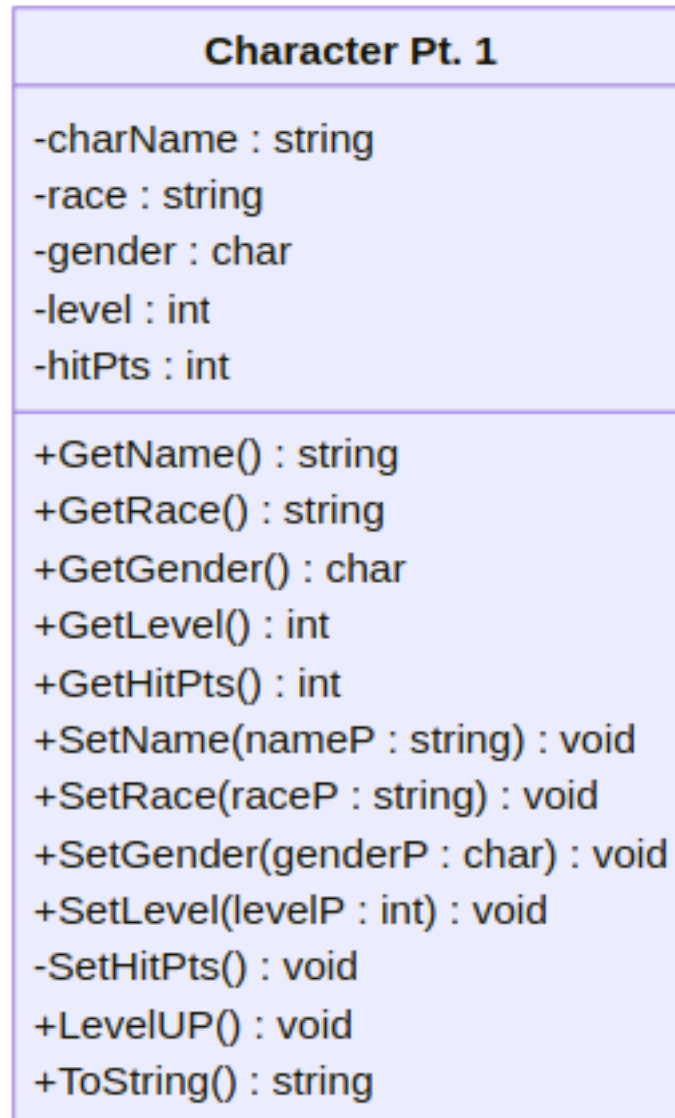 Character Pt. 1
-charName : string
-race : string
-gender : char
-level : int
-hitPts : int
+GetName() : string
+GetRace() : string
+GetGender() : char
+GetLevel() : int
+GetHitPts() : int
+SetName(nameP : string) : void
+SetRace(raceP : string) : void
+SetGender(genderP : char) : void
+SetLevel(levelP : int) : void
-SetHitPts() : void
+LevelUP() : void
+ToString() : string